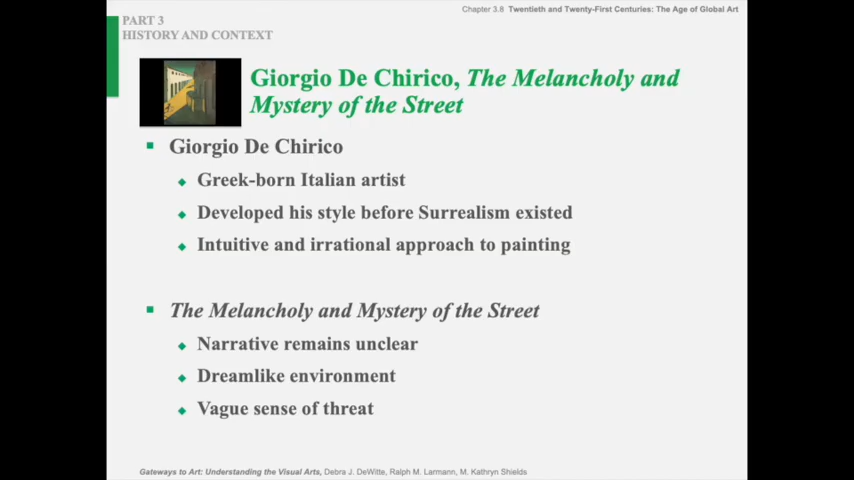 Chapter 3.8 Twentieth and Twenty-First Centuries: The Age of Global Art
PART 3
HISTORY AND CONTEXT
Giorgio De Chirico, The Melancholy and
Mystery of the Street
Giorgio De Chirico
Greek-born Italian artist
Developed his style before Surrealism existed
Intuitive and irrational approach to painting
The Melancholy and Mystery of the Street
Narrative remains unclear
Dreamlike environment
Vague sense of threat
Gateways to Art: Understanding the Visual Arts, Debra J. DeWitte, Ralph M. Larmann, M. Kathryn Shields